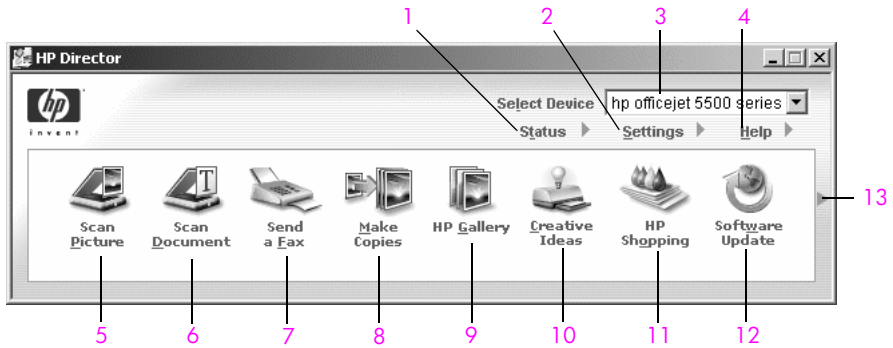 1 2 3 4
HP Director
hp
invent
Select Device hp officejet 5500 series
Status Settings Help
Scan Picture
Scan Document
Send a Fax
Make Copies
HP Gallery
Creative Ideas
HP Shopping
Software Update
13
5 6 7 8 9 10 11 12